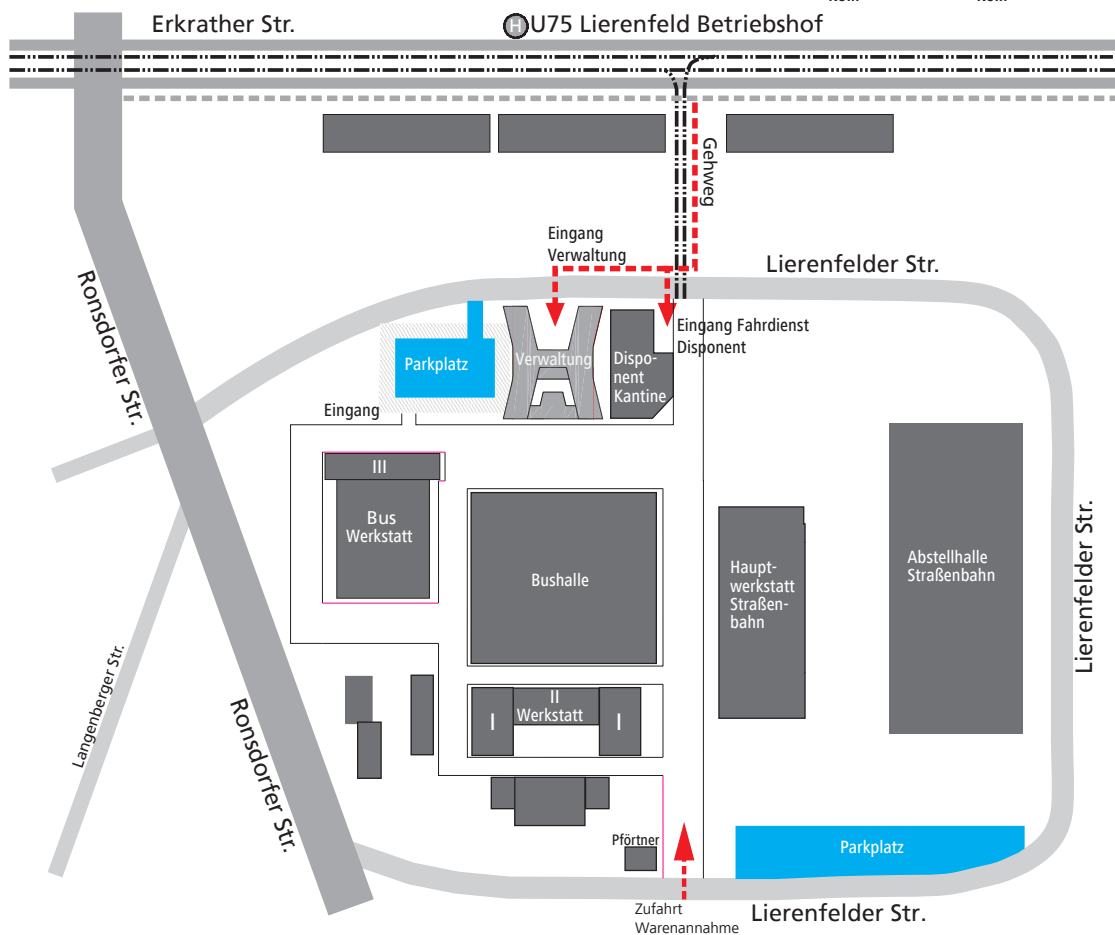 Erkrather Str.
H U75 Lierenfeld Betriebshof
Gehweg
Eingang
Verwaltung
Lierenfelder Str.
Ronsdorfer Str.
Eingang Fahrdienst
Disponent
Parkplatz
Verwaltung
Dispo-
nent
Kantine
Eingang
III
Bus
Werkstatt
Bushalle
Haupt-
werkstatt
Straßen-
bahn
Abstellhalle
Straßenbahn
Lierenfelder Str.
Langenberger Str.
Ronsdorfer Str.
I
II
Werkstatt
I
Pförtner
Parkplatz
Zufahrt
Warenannahme
Lierenfelder Str.